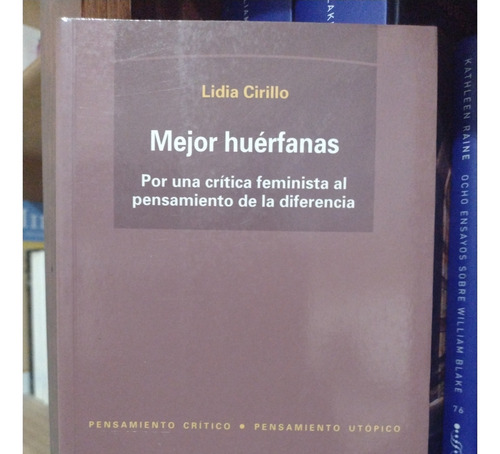 Lidia Cirillo
Mejor huérfanas
Por una crítica feminista al
pensamiento de la diferencia
PENSAMIENTO CRÍTICO • PENSAMIENTO UTÓPICO
KATHLEEN RAINE
OCHO ENSAYOS SOBRE WILLIAM BLAKE
76